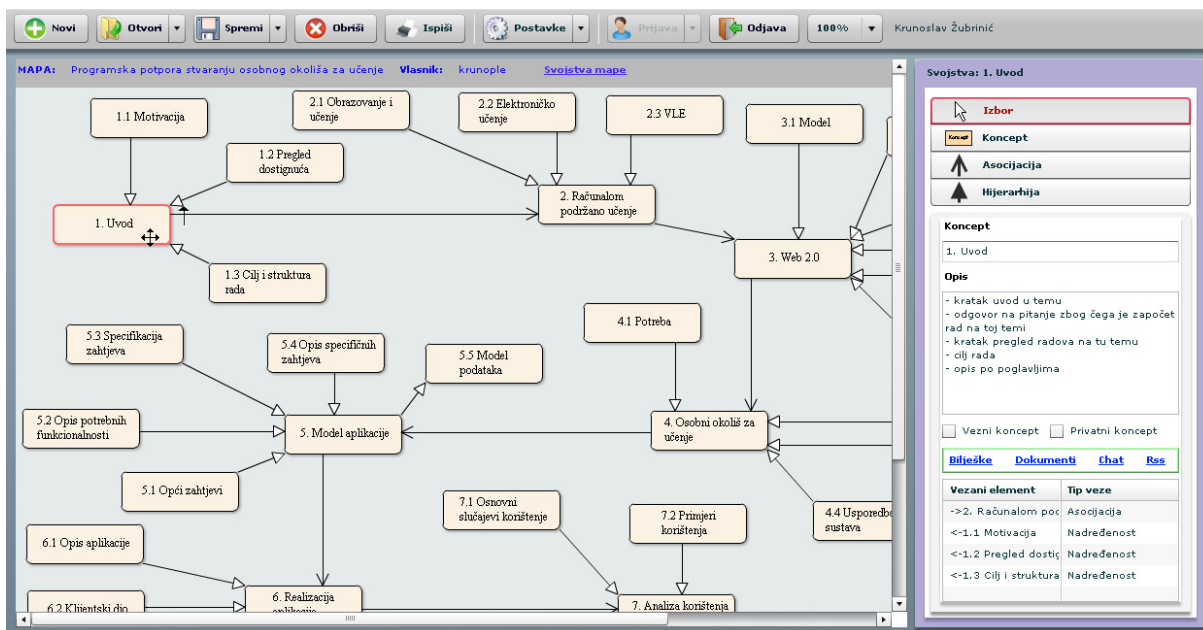 Novi
Otvori
Spremi
Obriši
Ispiši
Postavke
Prijava
Odjava
100%
Krunoslav Žubrinić
MAPA: Programska potpora stvaranju osobnog okoliša za učenje Vlasnik: krunople Svojstva mape
1.1 Motivacija
2.1 Obrazovanje i
učenje
2.2 Elektroničko
učenje
2.3 VLE
3.1 Model
1.2 Pregled
dostignuća
1. Uvod
2. Računalom
podržano učenje
3. Web 2.0
1.3 Cilj i struktura
rada
4.1 Potreba
5.3 Specifikacija
zahtjeva
5.4 Opis specifičnih
zahtjeva
5.5 Model
podataka
5.2 Opis potrebnih
funkcionalnosti
5. Model aplikacije
4. Osobni okoliš za
učenje
5.1 Opći zahtjevi
7.1 Osnovni
slučajevi korištenje
7.2 Primjeri
korištenja
4.4 Usporedba
sustava
6.1 Opis aplikacije
6.2 Klijentski dio
6. Realizacija
aplikacije
7. Analiza korištenja
Svojstva: 1. Uvod
Izbor
Koncept
Koncept
Asocijacija
Hijerarhija
Koncept
1. Uvod
Opis
- kratak uvod u temu
- odgovor na pitanje zbog čega je započet
rad na toj temi
- kratak pregled radova na tu temu
- cilj rada
- opis po poglavljima
Vezni koncept Privatni koncept
Bilješke Dokumenti Chat Rss
Vezani element Tip veze
->2. Računalom poc Asocijacija
<-1.1 Motivacija Nadređenost
<-1.2 Pregled dostig Nadređenost
<-1.3 Cilj i struktura Nadređenost